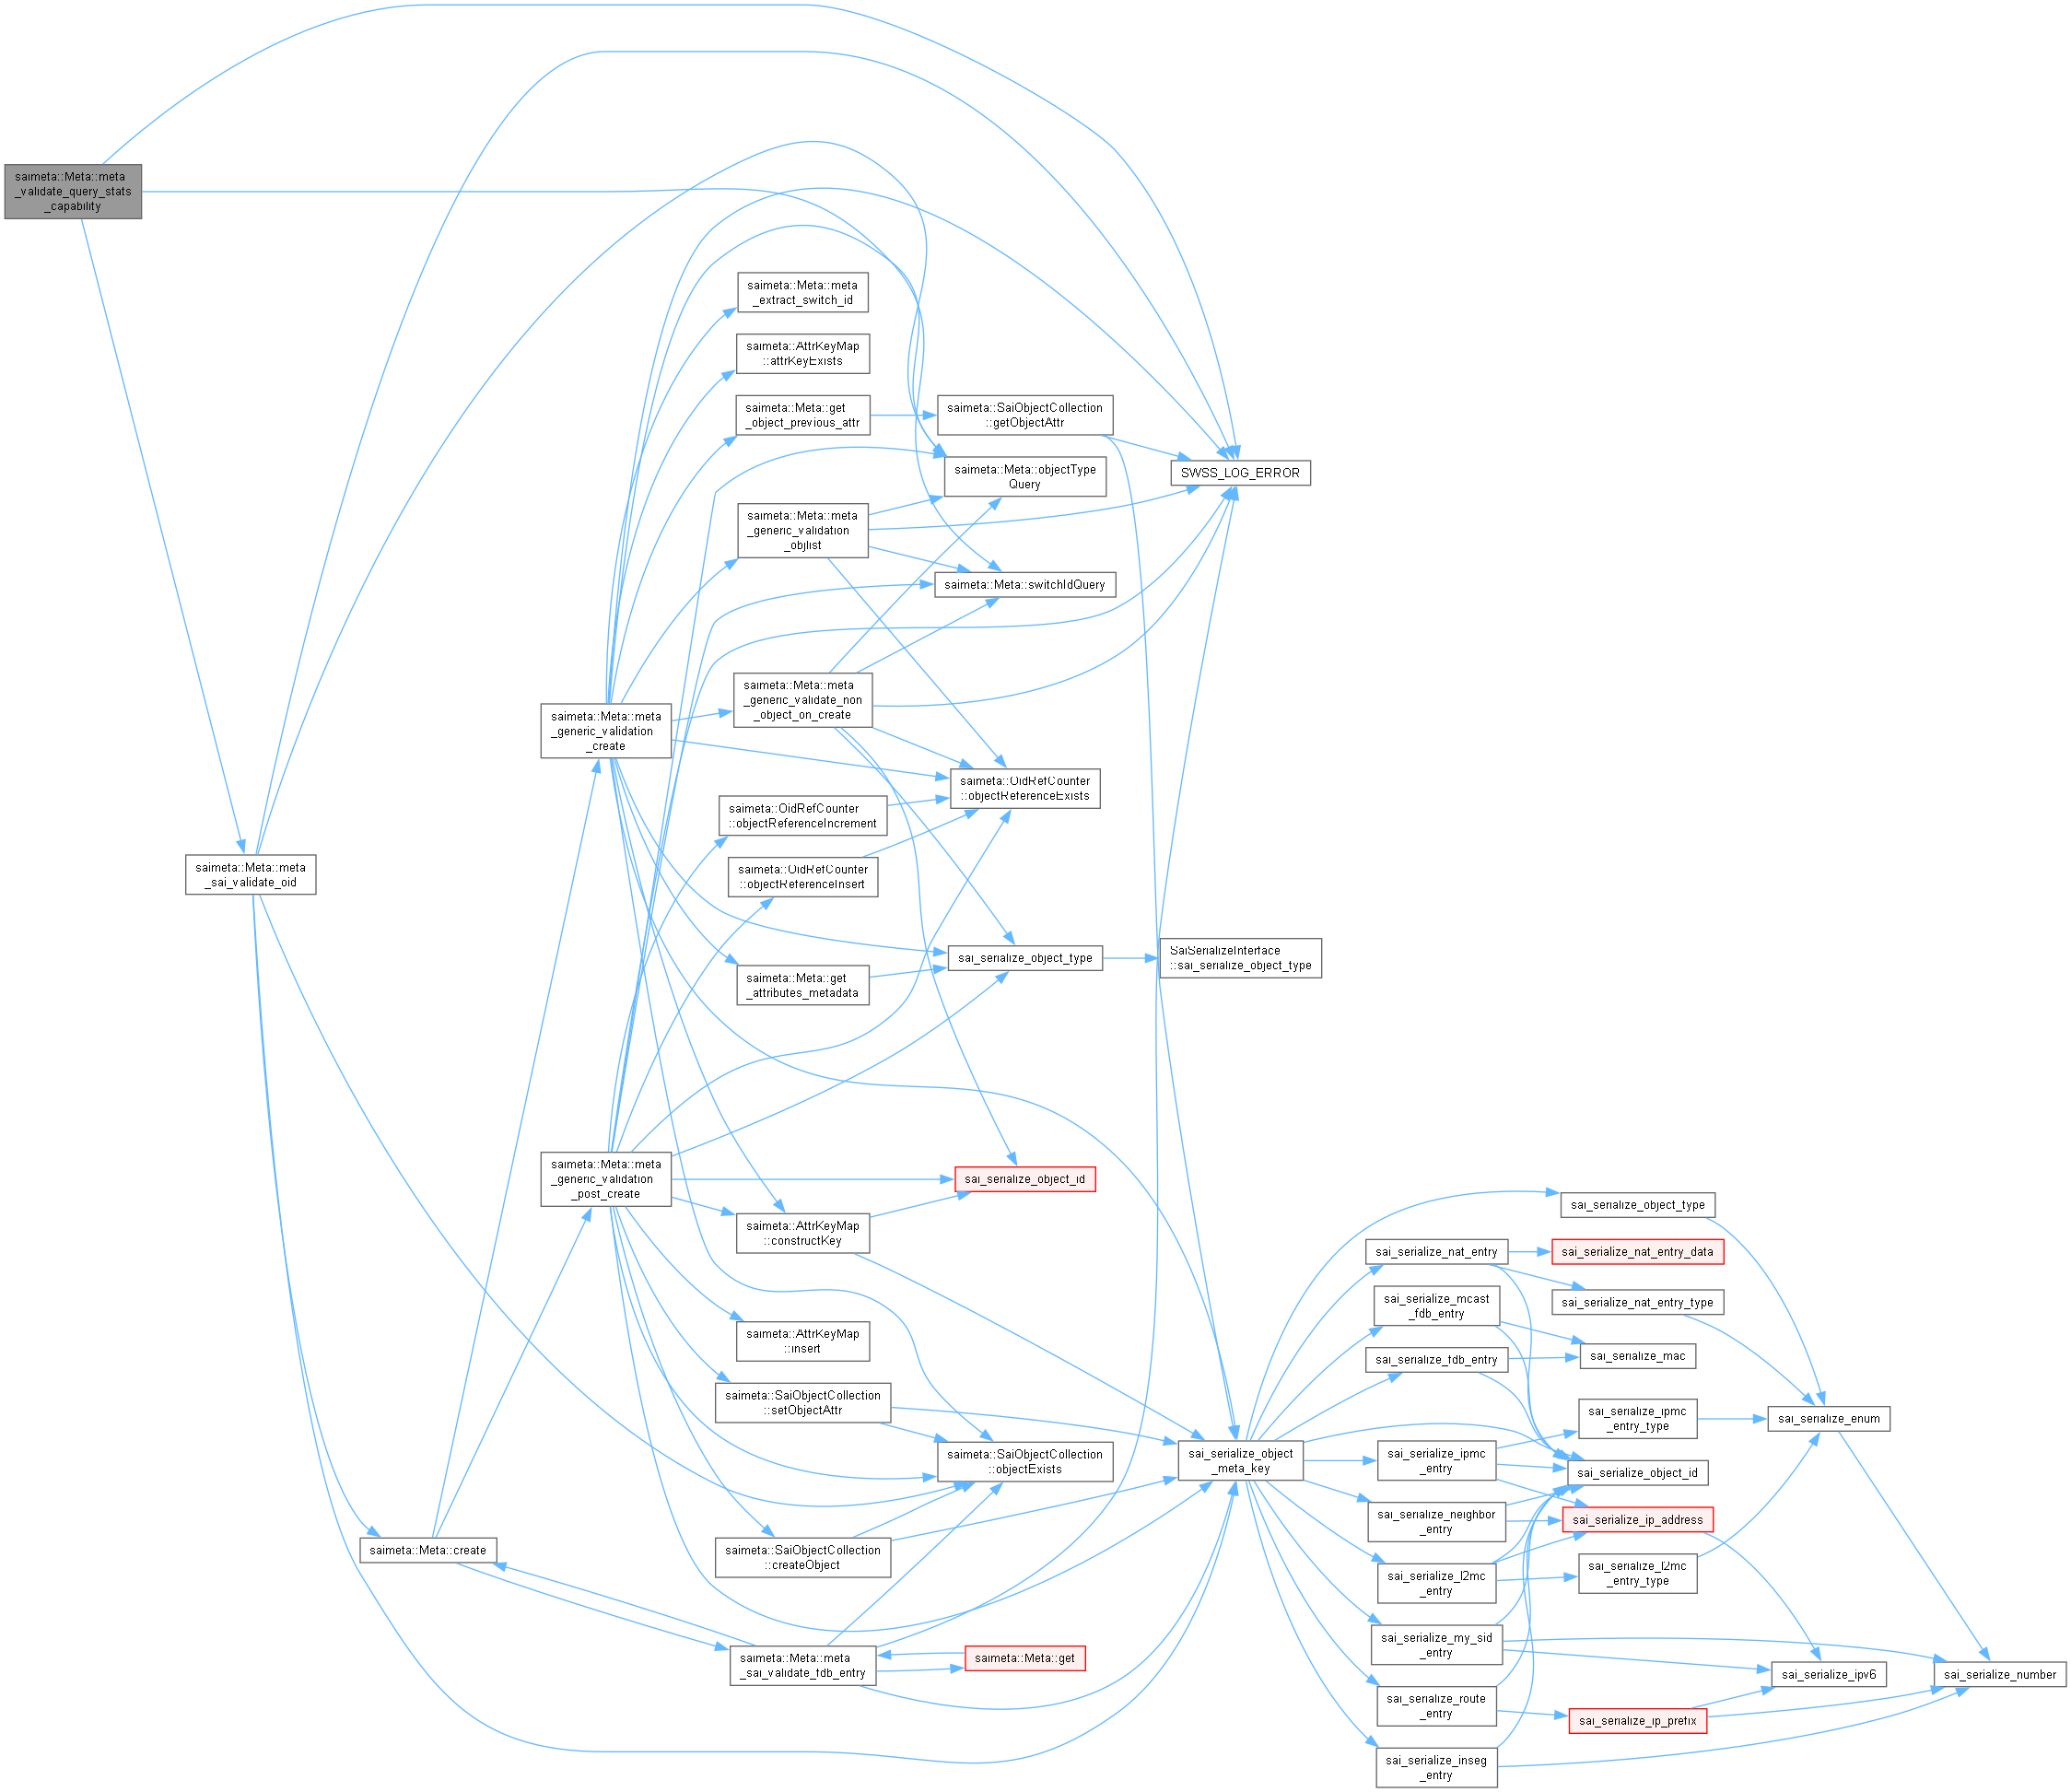 saimeta::Meta::meta
_validate_query_stats
_capability
saimeta::Meta::meta
_sai_validate_oid
saimeta::Meta::create
saimeta::Meta::meta
_generic_validation
_create
saimeta::Meta::meta
_generic_validation
_post_create
saimeta::Meta::meta
_extract_switch_id
saimeta::AttrKeyMap
::attrKeyExists
saimeta::Meta::get
_object_previous_attr
saimeta::Meta::meta
_generic_validation
_objlist
saimeta::Meta::meta
_generic_validate_non
_object_on_create
saimeta::OidRefCounter
::objectReferenceIncrement
saimeta::OidRefCounter
::objectReferenceInsert
saimeta::Meta::get
_attributes_metadata
saimeta::AttrKeyMap
::constructKey
saimeta::AttrKeyMap
::insert
saimeta::SaiObjectCollection
::setObjectAttr
saimeta::SaiObjectCollection
::createObject
saimeta::Meta::meta
_sai_validate_fdb_entry
saimeta::SaiObjectCollection
::getObjectAttr
saimeta::Meta::objectType
Query
saimeta::Meta::switchIdQuery
saimeta::OidRefCounter
::objectReferenceExists
sai_serialize_object_type
sai_serialize_object_id
saimeta::SaiObjectCollection
::objectExists
saimeta::Meta::get
SWSS_LOG_ERROR
SaiSerializeInterface
::sai_serialize_object_type
sai_serialize_object
_meta_key
sai_serialize_nat_entry
sai_serialize_mcast
_fdb_entry
sai_serialize_fdb_entry
sai_serialize_ipmc
_entry
sai_serialize_neighbor
_entry
sai_serialize_l2mc
_entry
sai_serialize_my_sid
_entry
sai_serialize_route
_entry
sai_serialize_inseg
_entry
sai_serialize_object_type
sai_serialize_nat_entry_data
sai_serialize_nat_entry_type
sai_serialize_mac
sai_serialize_ipmc
_entry_type
sai_serialize_object_id
sai_serialize_ip_address
sai_serialize_l2mc
_entry_type
sai_serialize_ip_prefix
sai_serialize_enum
sai_serialize_ipv6
sai_serialize_number